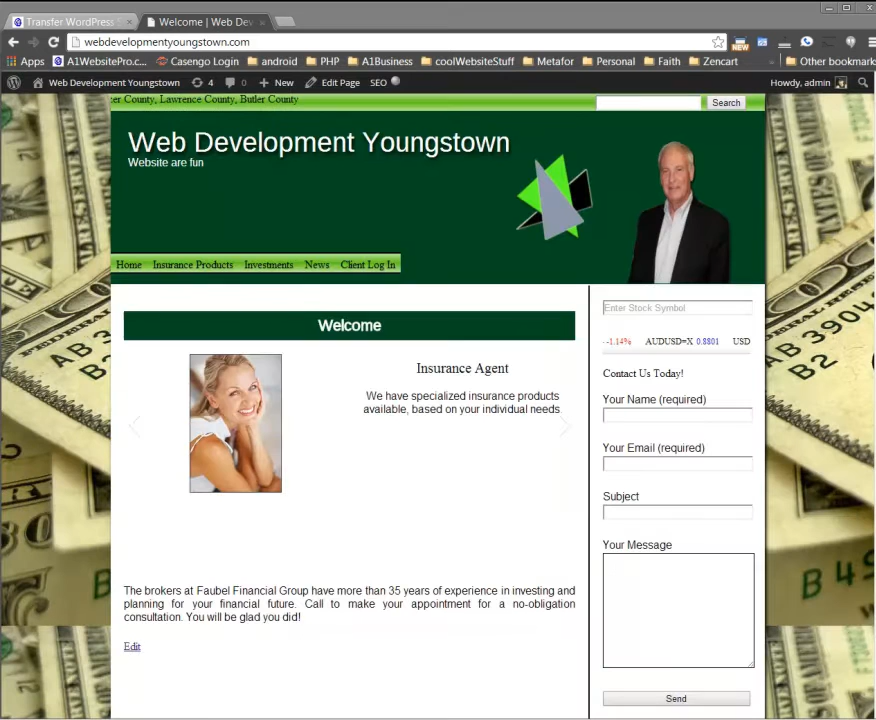 Transfer WordPress S
Welcome | Web Dev
webdevelopmentyoungstown.com
NEW
Apps A1WebsitePro.c... Casengo Login android PHP A1Business coolWebsiteStuff Metafor Personal Faith Zencart » Other bookmark
Web Development Youngstown 4 0 + New Edit Page SEO Howdy, admin
er County, Lawrence County, Butler County
Search
Web Development Youngstown
Website are fun
Home Insurance Products Investments News Client Log In
Enter Stock Symbol
Welcome
-1.14% AUDUSD=X 0.8801 USD
Insurance Agent
We have specialized insurance products
available, based on your individual needs
Contact Us Today!
Your Name (required)
Your Email (required)
Subject
Your Message
Send
The brokers at Faubel Financial Group have more than 35 years of experience in investing and
planning for your financial future. Call to make your appointment for a no-obligation
consultation. You will be glad you did!
Edit